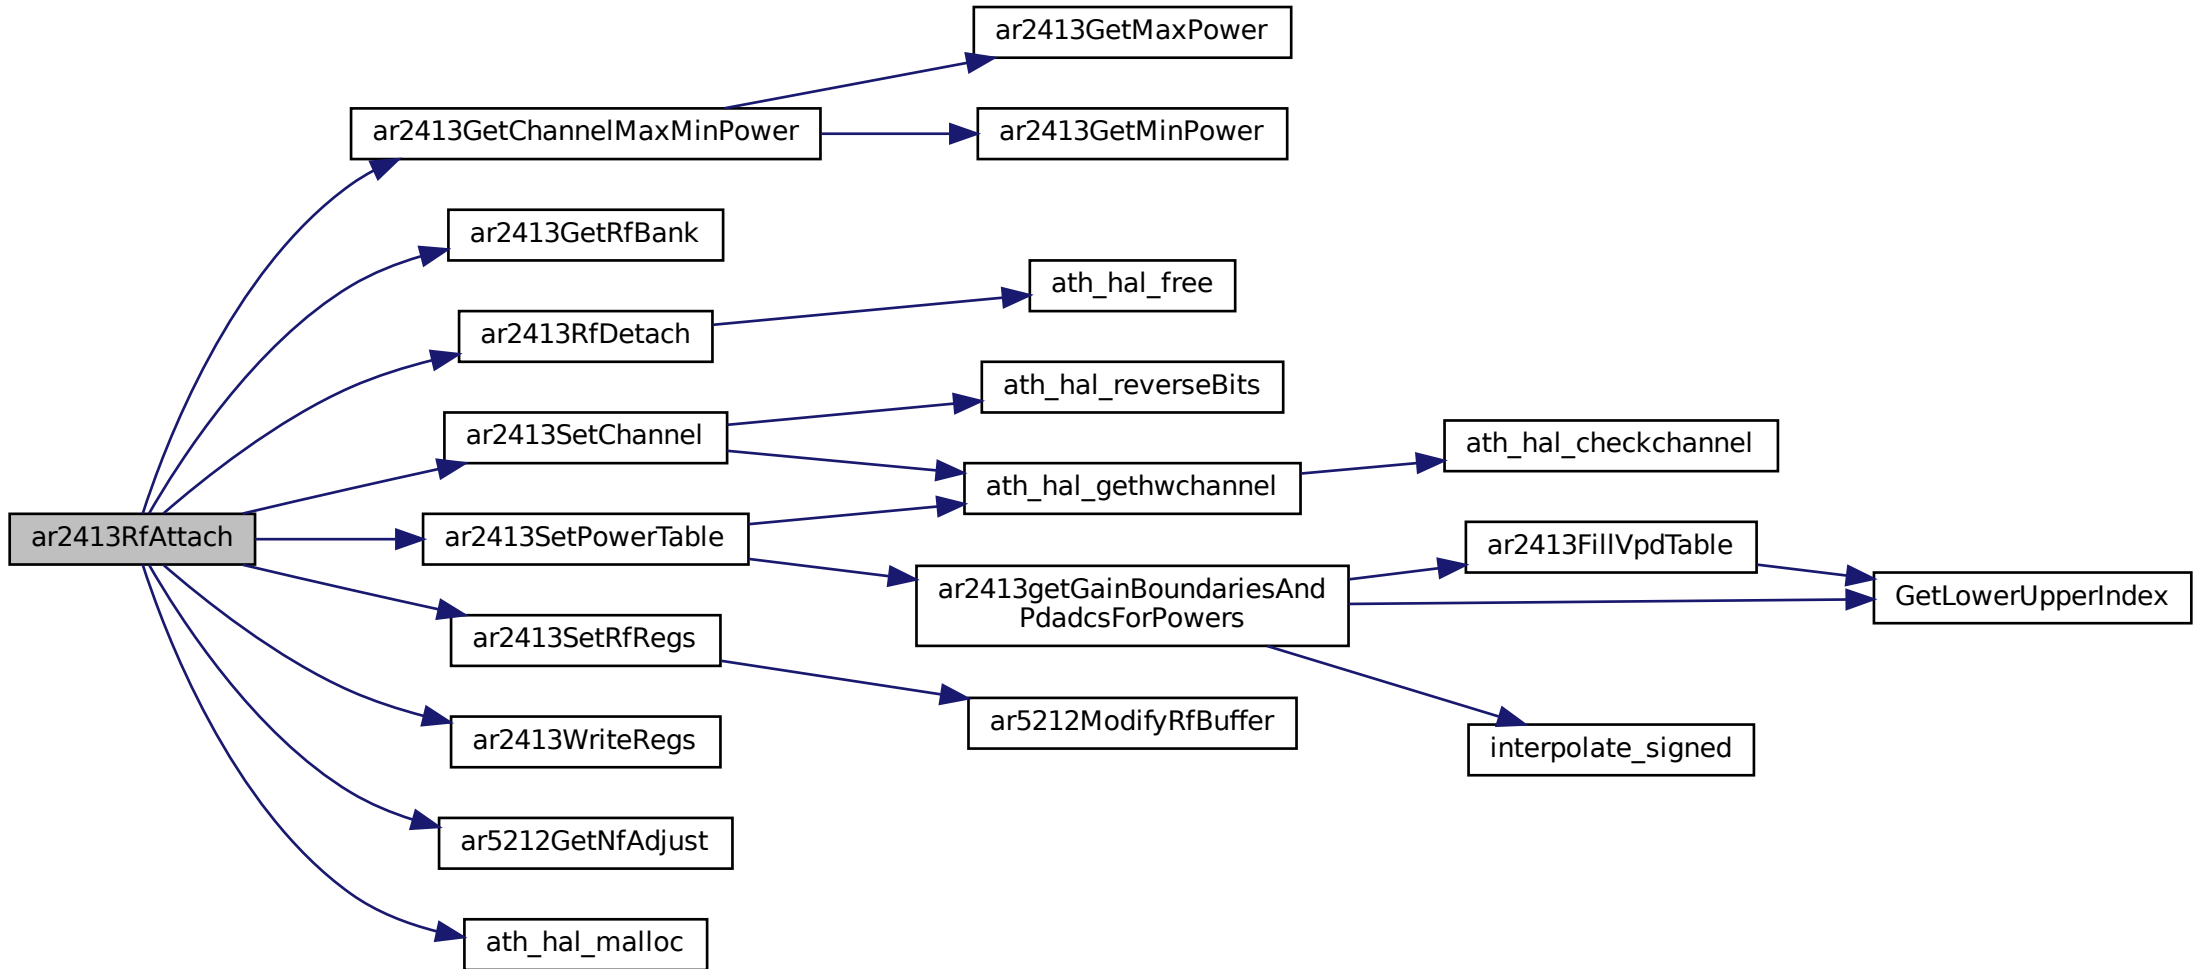 ar2413GetMaxPower
ar2413GetChannelMaxMinPower
ar2413GetMinPower
ar2413GetRfBank
ath_hal_free
ar2413RfDetach
ath_hal_reverseBits
ar2413SetChannel
ath_hal_checkchannel
ath_hal_gethwchannel
ar2413RfAttach
ar2413SetPowerTable
ar2413FillVpdTable
ar2413getGainBoundariesAnd
PdadcsForPowers
GetLowerUpperIndex
ar2413SetRfRegs
ar5212ModifyRfBuffer
ar2413WriteRegs
interpolate_signed
ar5212GetNfAdjust
ath_hal_malloc